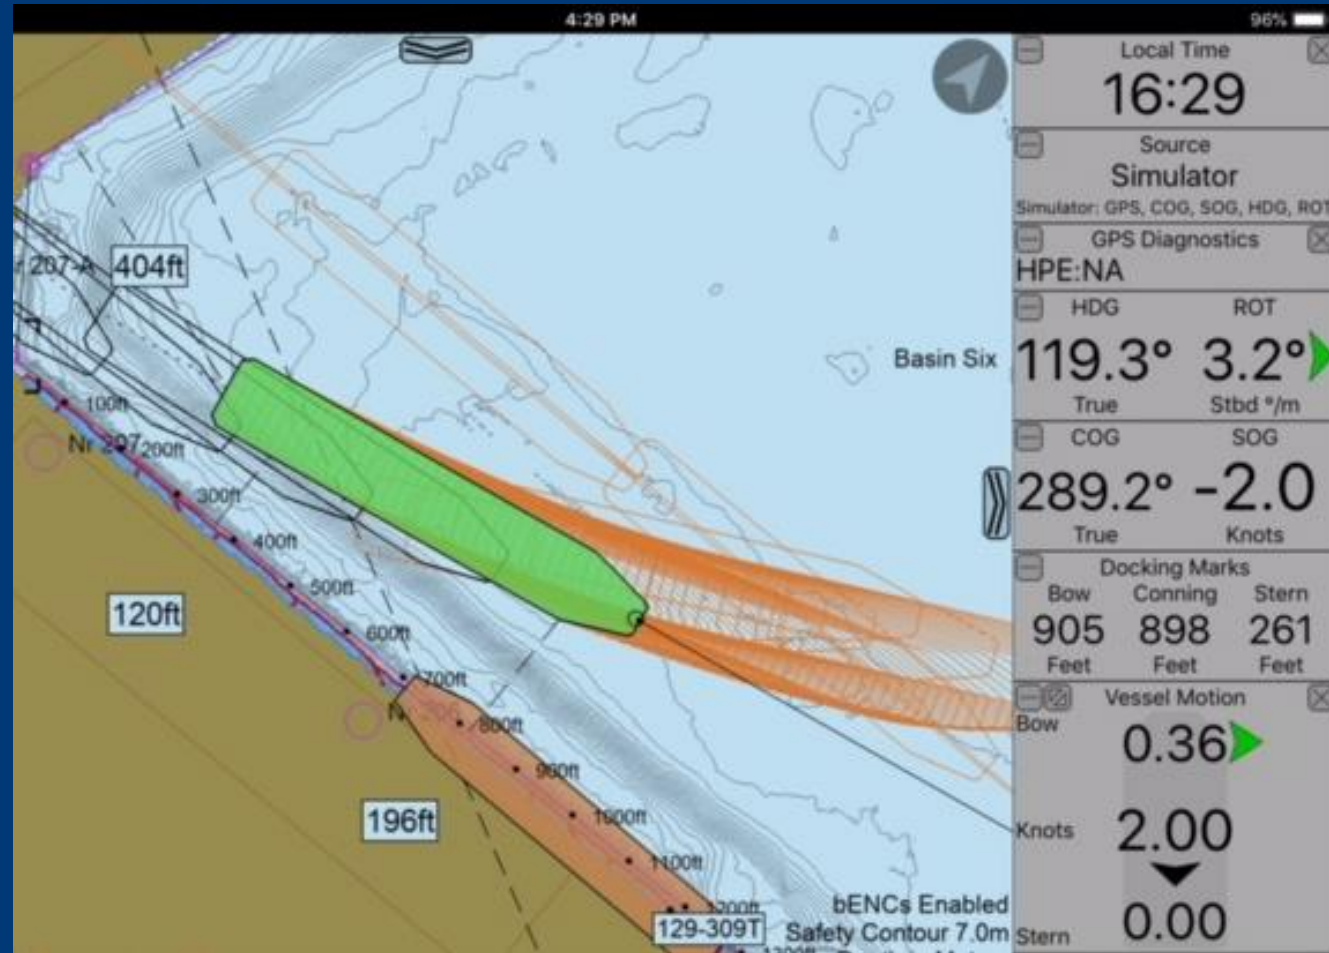 4:29 PM
96%
Local Time
16:29
Source
Simulator
Simulator: GPS, COG, SOG, HDG, ROT
GPS Diagnostics
HPE:NA
HDG ROT
119.3° 3.2°
True Stbd °/m
COG SOG
289.2° -2.0
True Knots
Docking Marks
Bow Conning Stern
905 898 261
Feet Feet Feet
Vessel Motion
Bow
0.36
Knots
2.00
Stern
0.00
207-A
404ft
Basin Six
100ft
Nr 207
200ft
300ft
400ft
500ft
120ft
600ft
700ft
800ft
900ft
196ft
1000ft
1100ft
1200ft
129-309T
bENCs Enabled
Safety Contour 7.0m